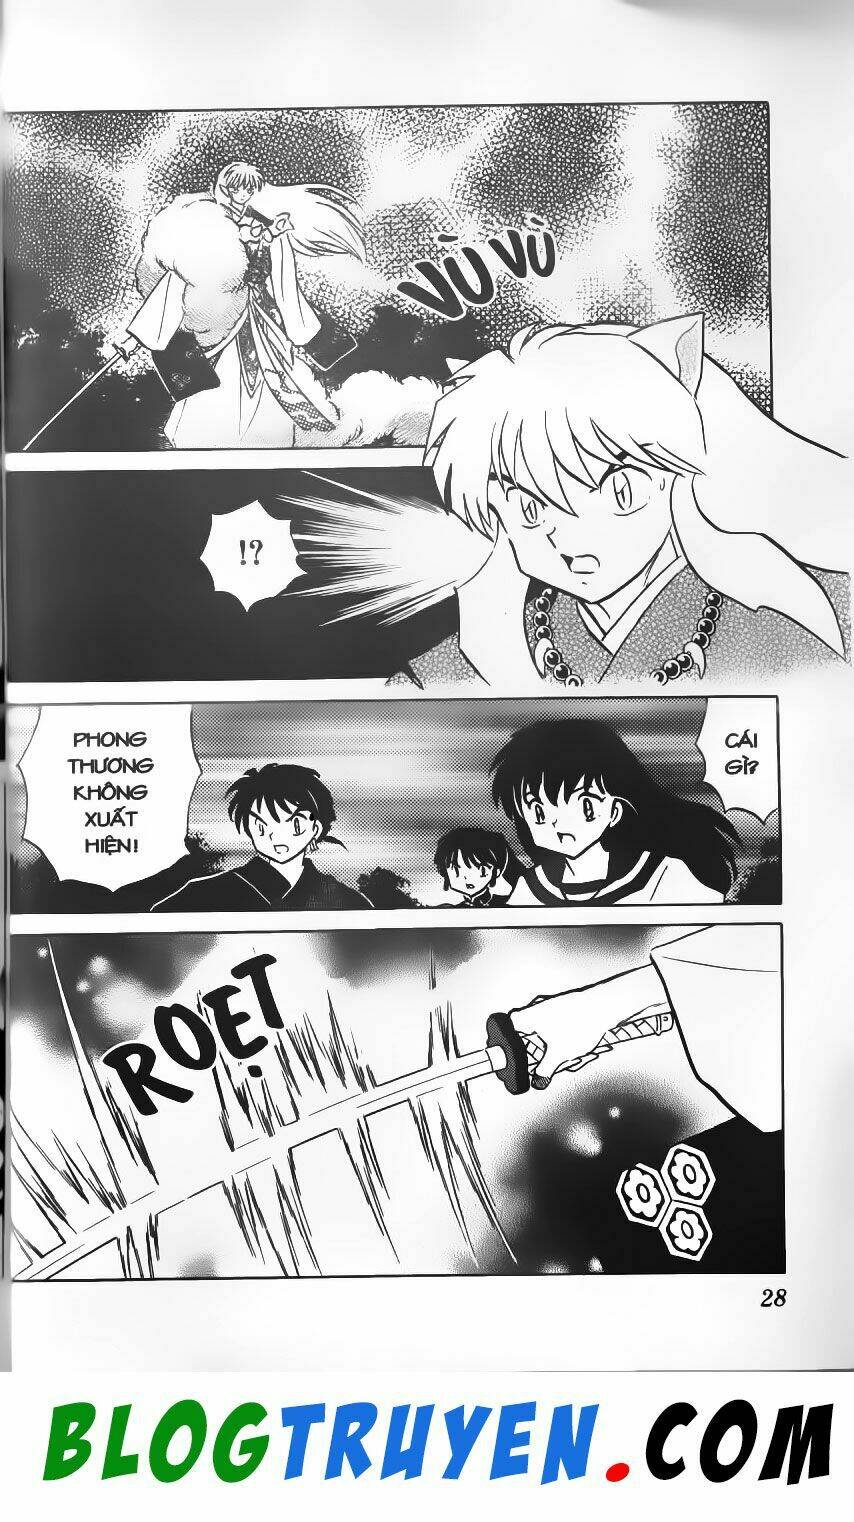 VÙ VÙ
!?
CÁI
GÌ?
PHONG
THƯƠNG
KHÔNG
XUẤT
HIỆN!
ROẸT
28
BLOGTRUYEN.COM